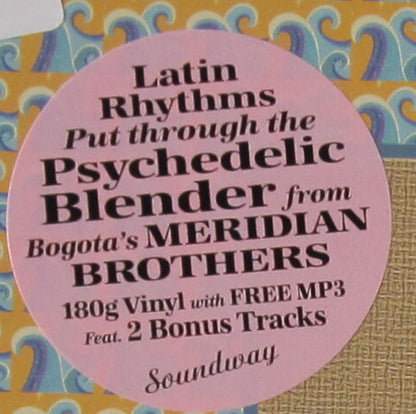 Latin
Rhythms
Put through the
Psychedelic
Blender from
Bogota's MERIDIAN
BROTHERS
180g Vinyl with FREE MP3
Feat. 2 Bonus Tracks
Soundway